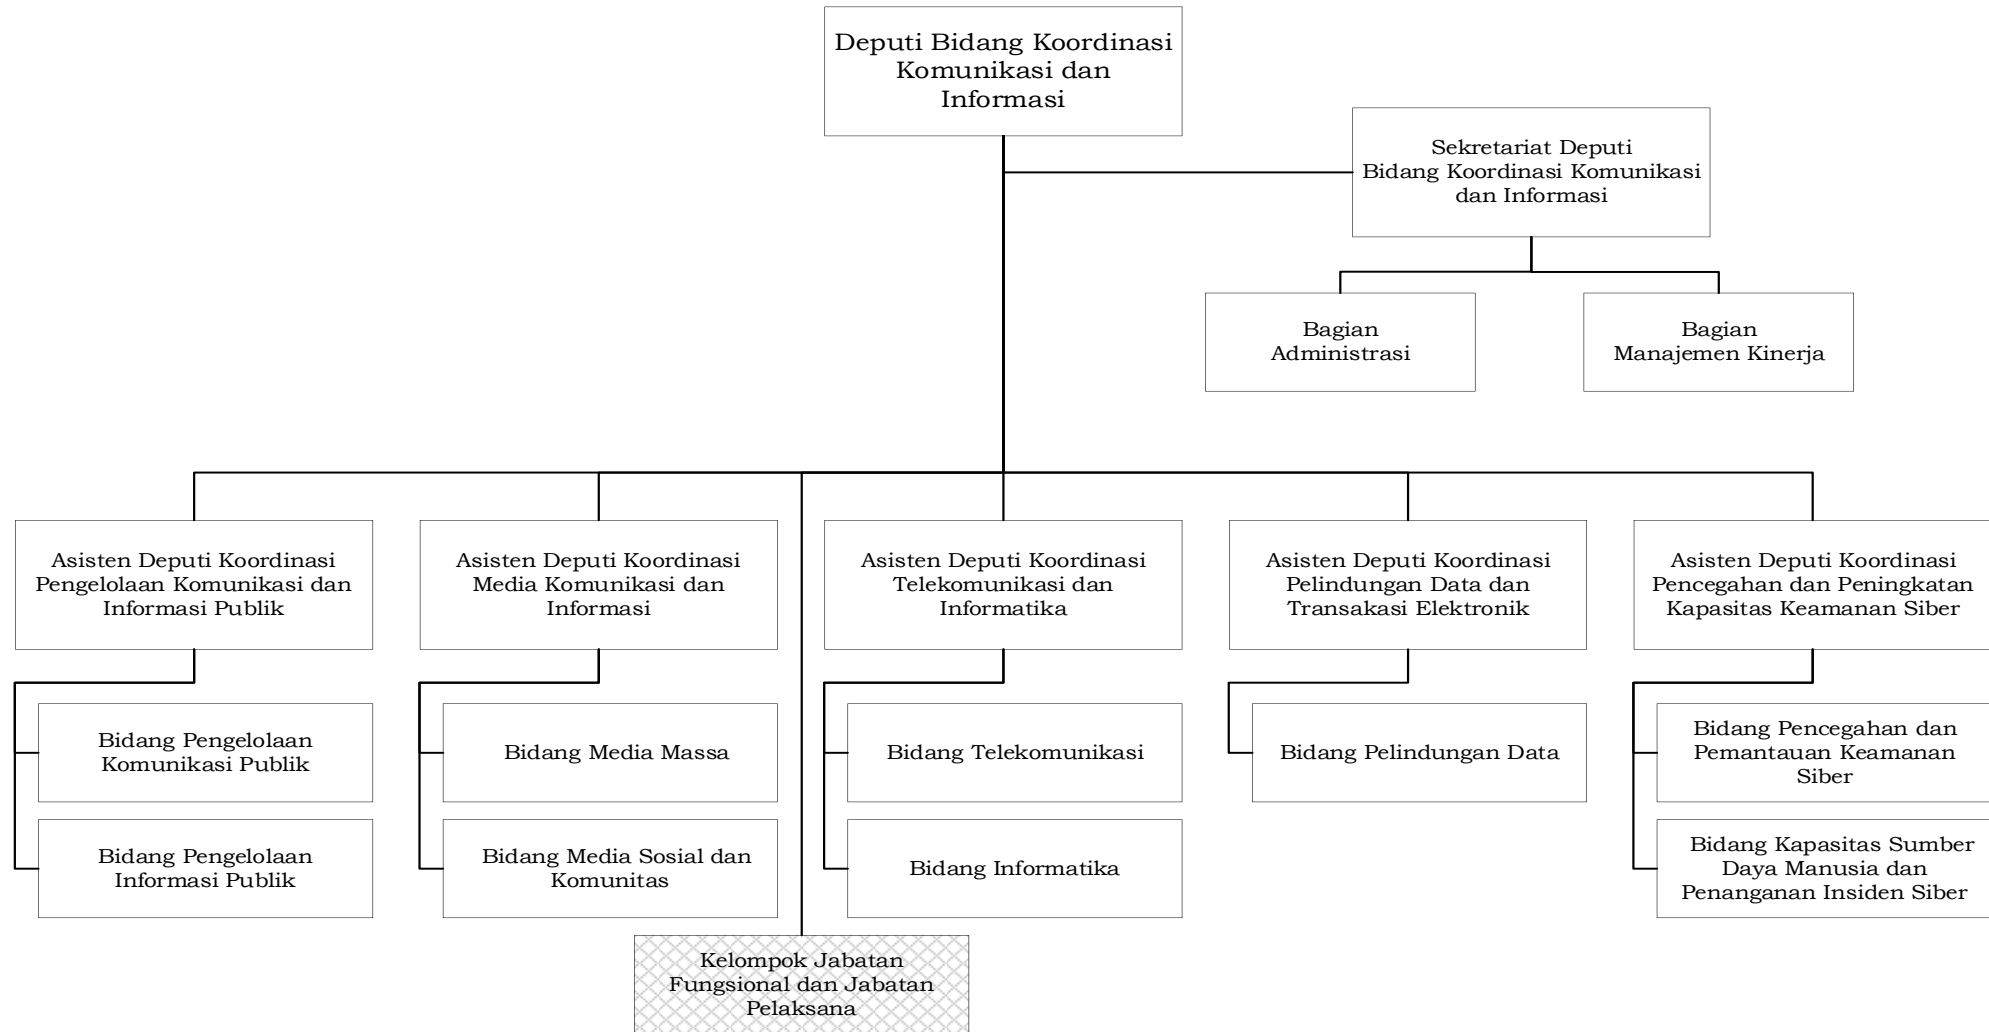 Deputi Bidang Koordinasi
Komunikasi dan
Informasi
Sekretariat Deputi
Bidang Koordinasi Komunikasi
dan Informasi
Bagian
Administrasi
Bagian
Manajemen Kinerja
Asisten Deputi Koordinasi
Pengelolaan Komunikasi dan
Informasi Publik
Asisten Deputi Koordinasi
Media Komunikasi dan
Informasi
Asisten Deputi Koordinasi
Telekomunikasi dan
Informatika
Asisten Deputi Koordinasi
Pelindungan Data dan
Transakasi Elektronik
Asisten Deputi Koordinasi
Pencegahan dan Peningkatan
Kapasitas Keamanan Siber
Bidang Pengelolaan
Komunikasi Publik
Bidang Media Massa
Bidang Telekomunikasi
Bidang Pelindungan Data
Bidang Pencegahan dan
Pemantauan Keamanan
Siber
Bidang Pengelolaan
Informasi Publik
Bidang Media Sosial dan
Komunitas
Bidang Informatika
Bidang Kapasitas Sumber
Daya Manusia dan
Penanganan Insiden Siber
Kelompok Jabatan
Fungsional dan Jabatan
Pelaksana